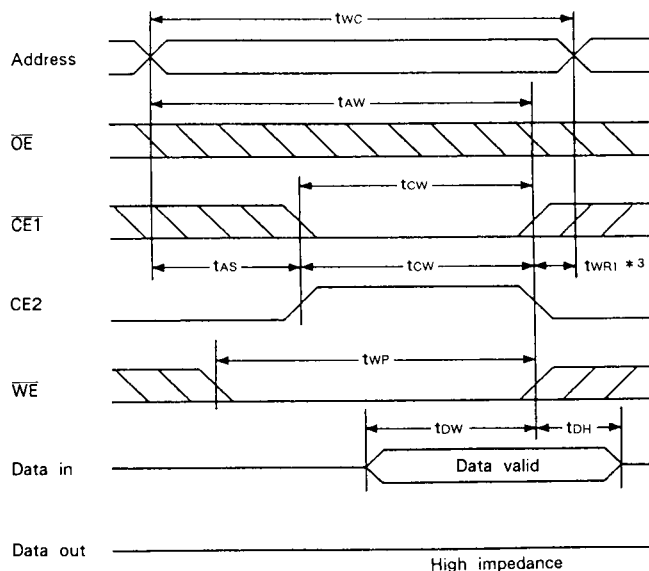 tWC
Address
tAW
OE
tCW
CE1
tAS tCW tWR1 *3
CE2
tWP
WE
tDW tDH
Data in Data valid
Data out
High impedance